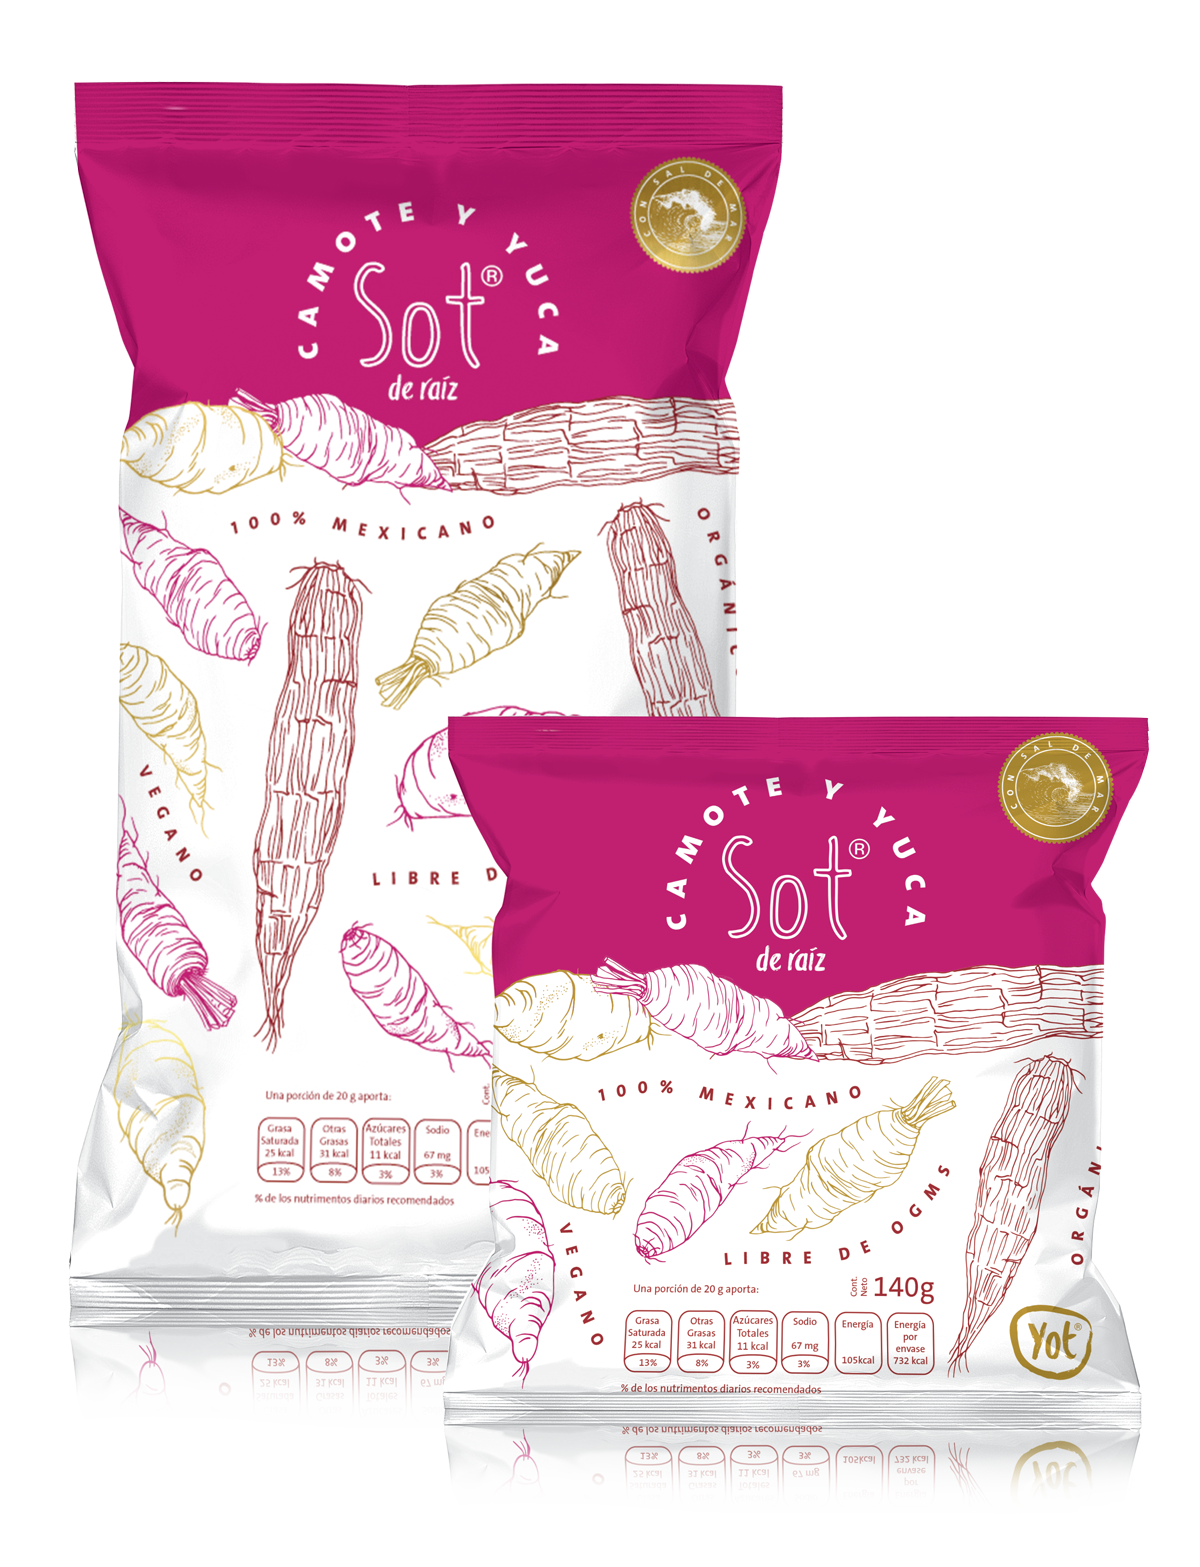 CON SAL DE MAR
CAMOTE Y YUCA
Sot®
de raíz
100% MEXICANO
VEGANO
LIBRE D
Una porción de 20 g aporta:
Cont.
Grasa Saturada 25 kcal 13%
Otras Grasas 31 kcal 8%
Azúcares Totales 11 kcal 3%
Sodio 67 mg 3%
Ene 105
% de los nutrimentos diarios recomendados
CON SAL DE MAR
CAMOTE Y YUCA
Sot®
de raíz
100% MEXICANO
VEGANO
LIBRE DE OGMS
ORGÁN
Una porción de 20 g aporta:
Cont. Neto 140g
Grasa Saturada 25 kcal 13%
Otras Grasas 31 kcal 8%
Azúcares Totales 11 kcal 3%
Sodio 67 mg 3%
Energía 105kcal
Energía por envase 732 kcal
% de los nutrimentos diarios recomendados
Yot®